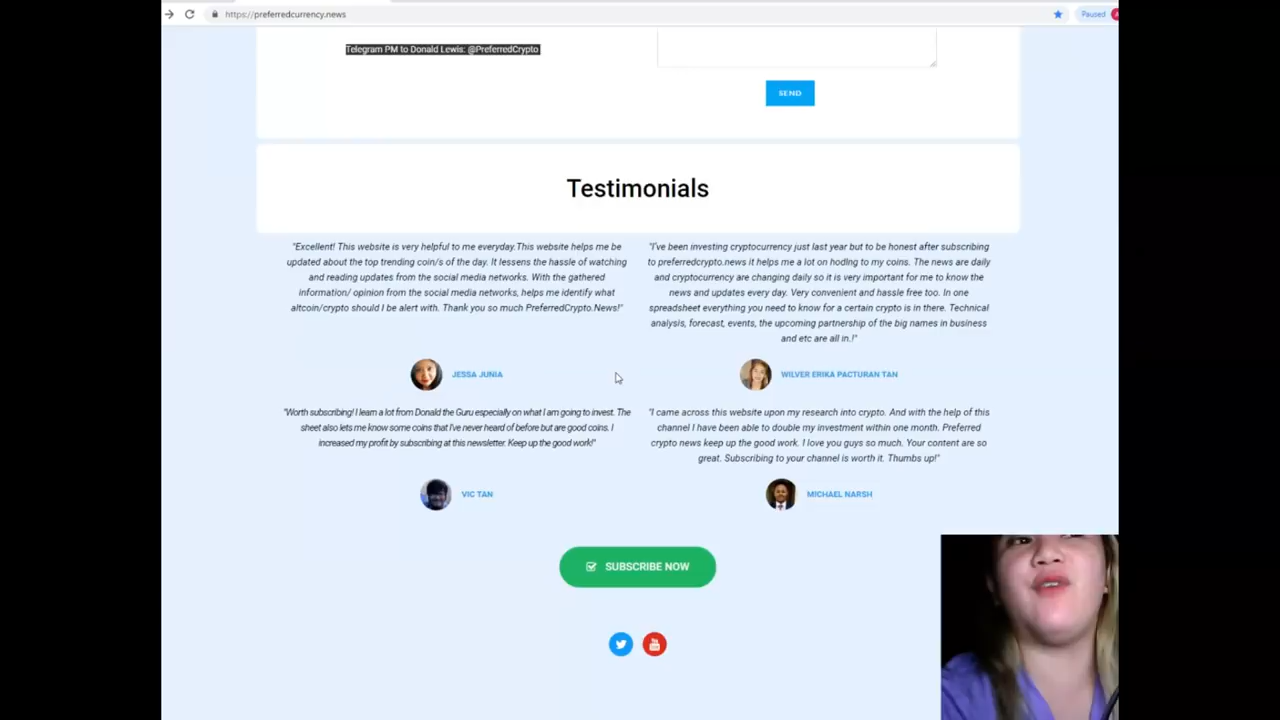 https://preferredcurrency.news
Paused
Telegram PM to Donald Lewis: @PreferredCrypto
SEND
Testimonials
"Excellent! This website is very helpful to me everyday.This website helps me be
updated about the top trending coin/s of the day. It lessens the hassle of watching
and reading updates from the social media networks. With the gathered
information/ opinion from the social media networks, helps me identify what
altcoin/crypto should I be alert with. Thank you so much PreferredCrypto.News!"
JESSA JUNIA
"I've been investing cryptocurrency just last year but to be honest after subscribing
to preferredcrypto.news it helps me a lot on hodlng to my coins. The news are daily
and cryptocurrency are changing daily so it is very important for me to know the
news and updates every day. Very convenient and hassle free too. In one
spreadsheet everything you need to know for a certain crypto is in there. Technical
analysis, forecast, events, the upcoming partnership of the big names in business
and etc are all in.!"
WILVER ERIKA PACTURAN TAN
"Worth subscribing! I learn a lot from Donald the Guru especially on what I am going to invest. The
sheet also lets me know some coins that I've never heard of before but are good coins. I
increased my profit by subscribing at this newsletter. Keep up the good work!"
VIC TAN
"I came across this website upon my research into crypto. And with the help of this
channel I have been able to double my investment within one month. Preferred
crypto news keep up the good work. I love you guys so much. Your content are so
great. Subscribing to your channel is worth it. Thumbs up!"
MICHAEL NARSH
SUBSCRIBE NOW